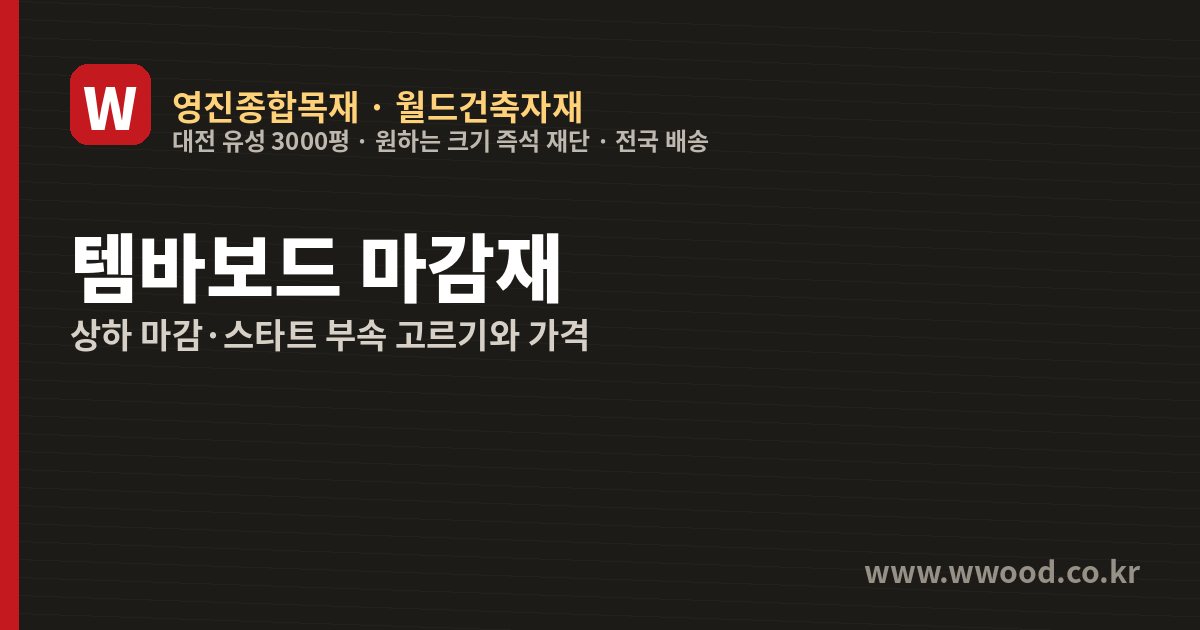 W
영진종합목재 · 월드건축자재
대전 유성 3000평 · 원하는 크기 즉석 재단 · 전국 배송
템바보드 마감재
상하 마감·스타트 부속 고르기와 가격
www.wwood.co.kr